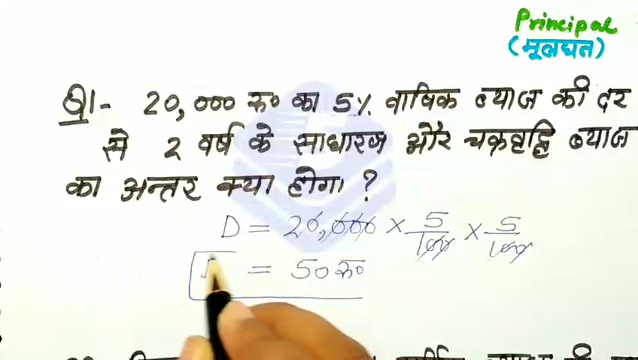 Principal
(मूलधन)
Q1- 20,000 रु० का 5% वार्षिक ब्याज की दर
से 2 वर्ष के साधारण और चक्रवृद्धि ब्याज
का अन्तर क्या होगा ?
D = 20,000 × 5/100 × 5/100
= 50 रु०